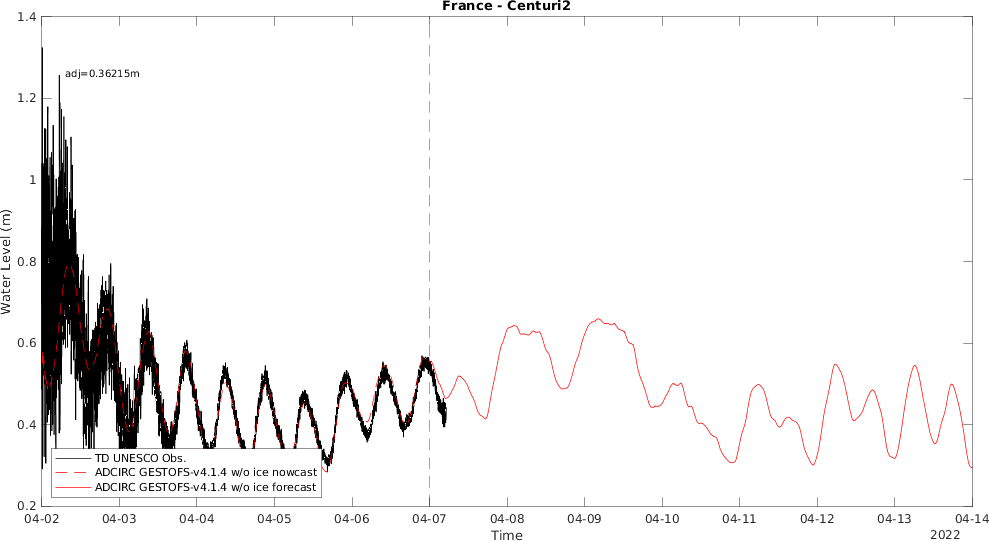 France - Centuri2
1.4
1.2
1
0.8
0.6
0.4
0.2
Water Level (m)
adj=0.36215m
TD UNESCO Obs.
ADCIRC GESTOFS-v4.1.4 w/o ice nowcast
ADCIRC GESTOFS-v4.1.4 w/o ice forecast
04-02 04-03 04-04 04-05 04-06 04-07 04-08 04-09 04-10 04-11 04-12 04-13 04-14
Time
2022